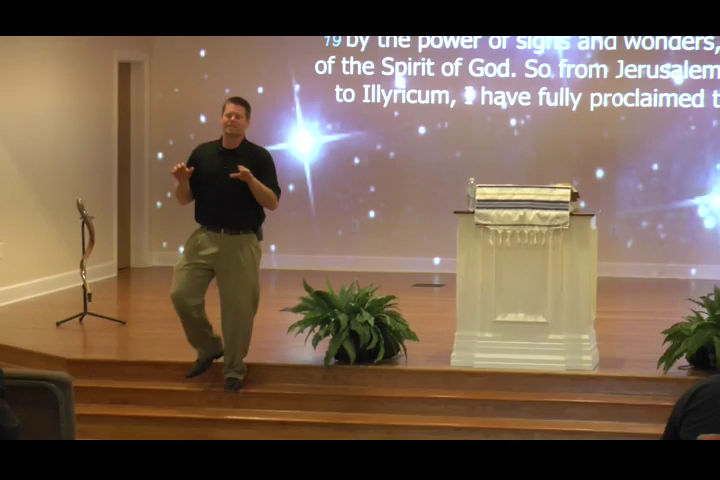 19 by the power of signs and wonders,
of the Spirit of God. So from Jerusalem
to Illyricum, I have fully proclaimed t